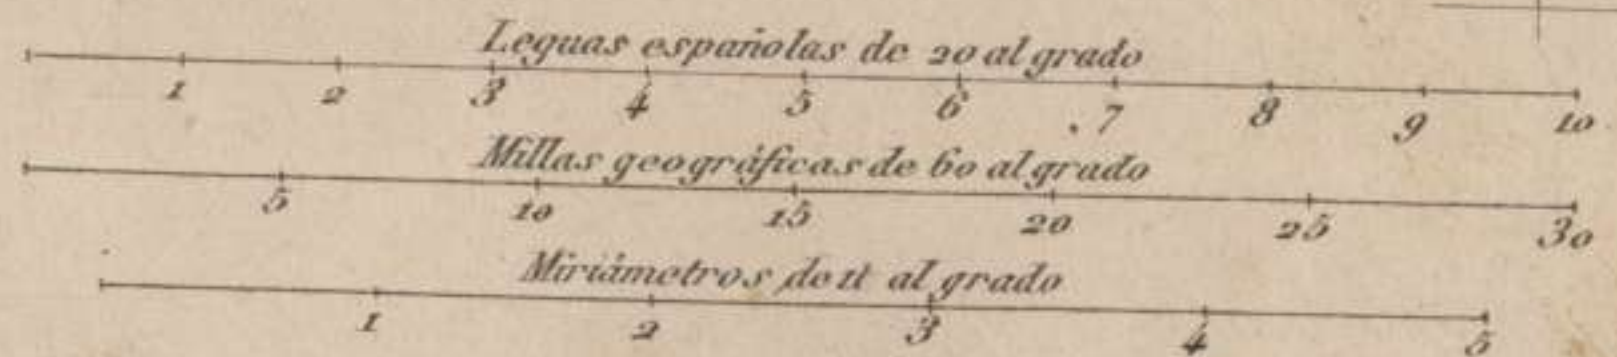 Leguas españolas de 20 al grado
1 2 3 4 5 6 .7 8 9 10
Millas geográficas de 60 al grado
5 10 15 20 25 30
Miriámetros de 11 al grado
1 2 3 4 5